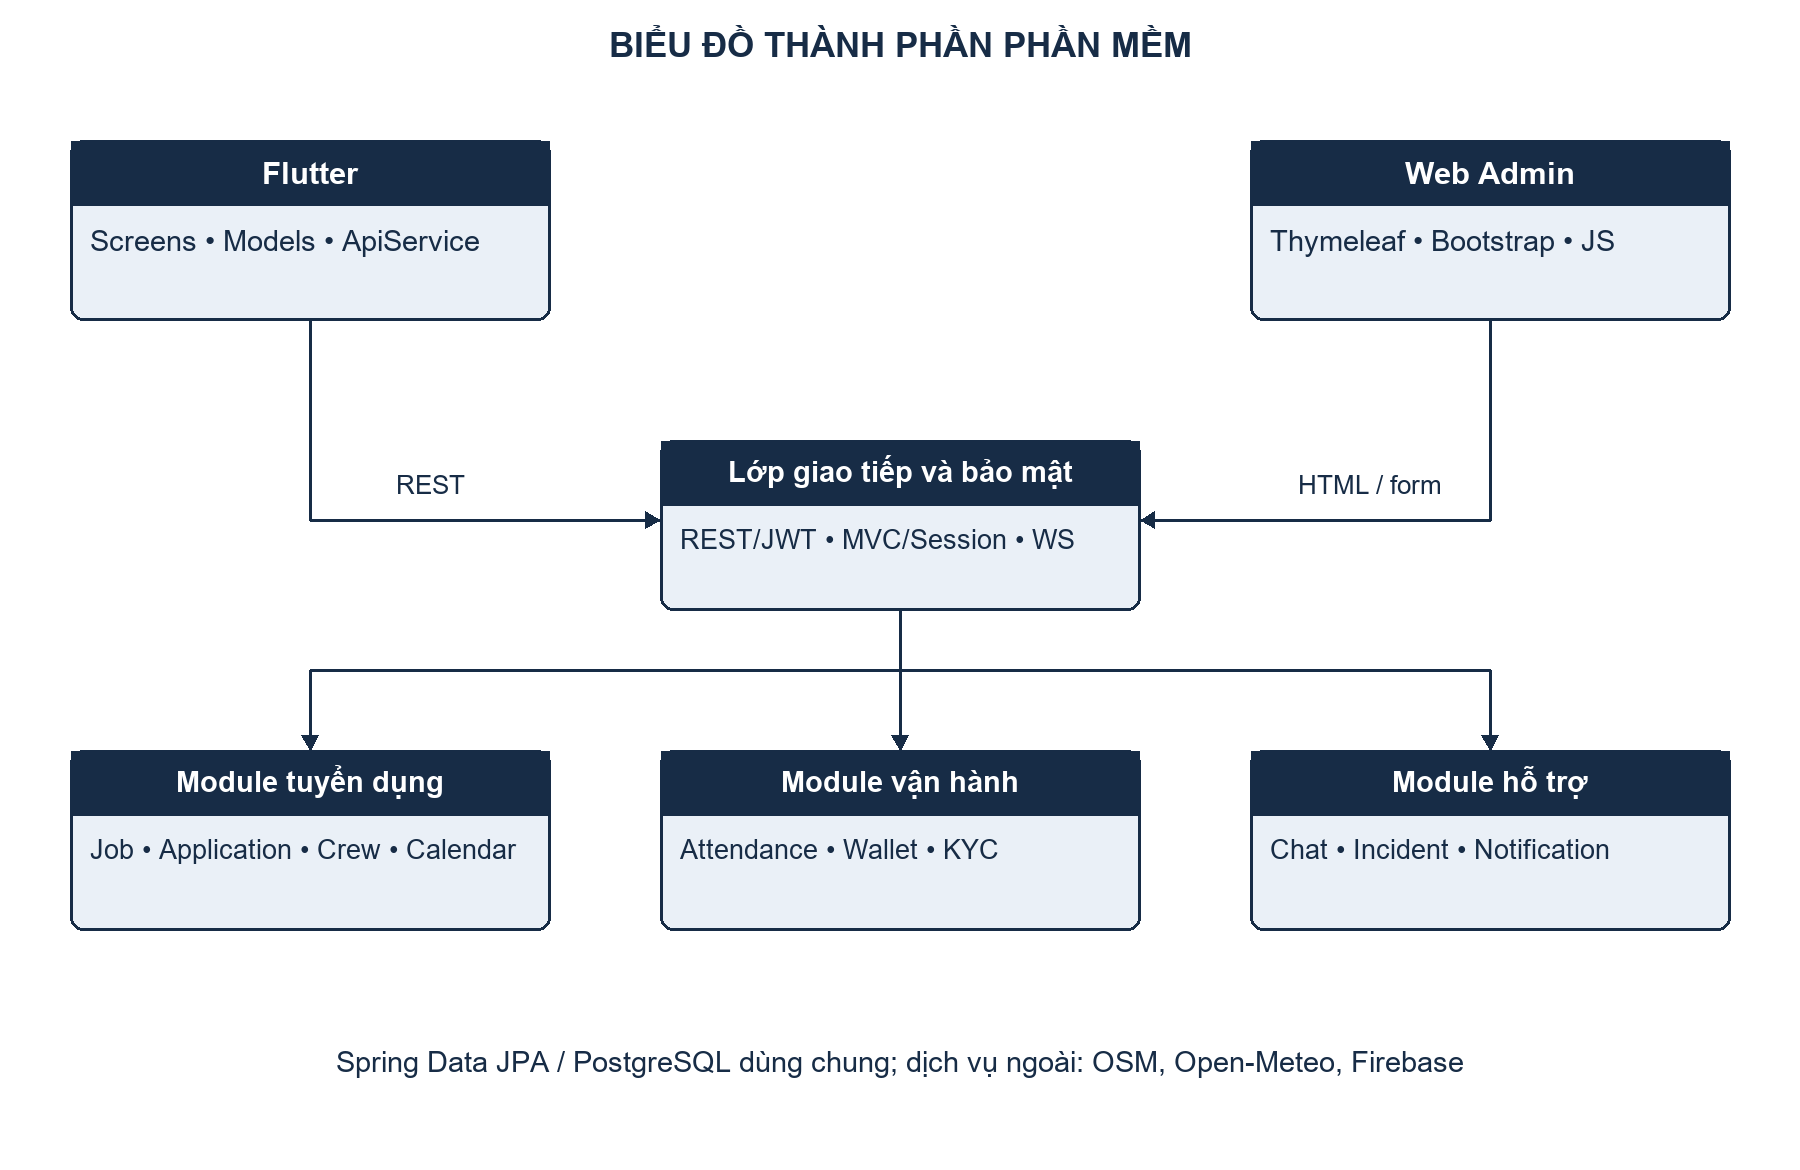 BIỂU ĐỒ THÀNH PHẦN PHẦN MỀM
Flutter
Screens • Models • ApiService
Web Admin
Thymeleaf • Bootstrap • JS
REST
HTML / form
Lớp giao tiếp và bảo mật
REST/JWT • MVC/Session • WS
Module tuyển dụng
Job • Application • Crew • Calendar
Module vận hành
Attendance • Wallet • KYC
Module hỗ trợ
Chat • Incident • Notification
Spring Data JPA / PostgreSQL dùng chung; dịch vụ ngoài: OSM, Open-Meteo, Firebase